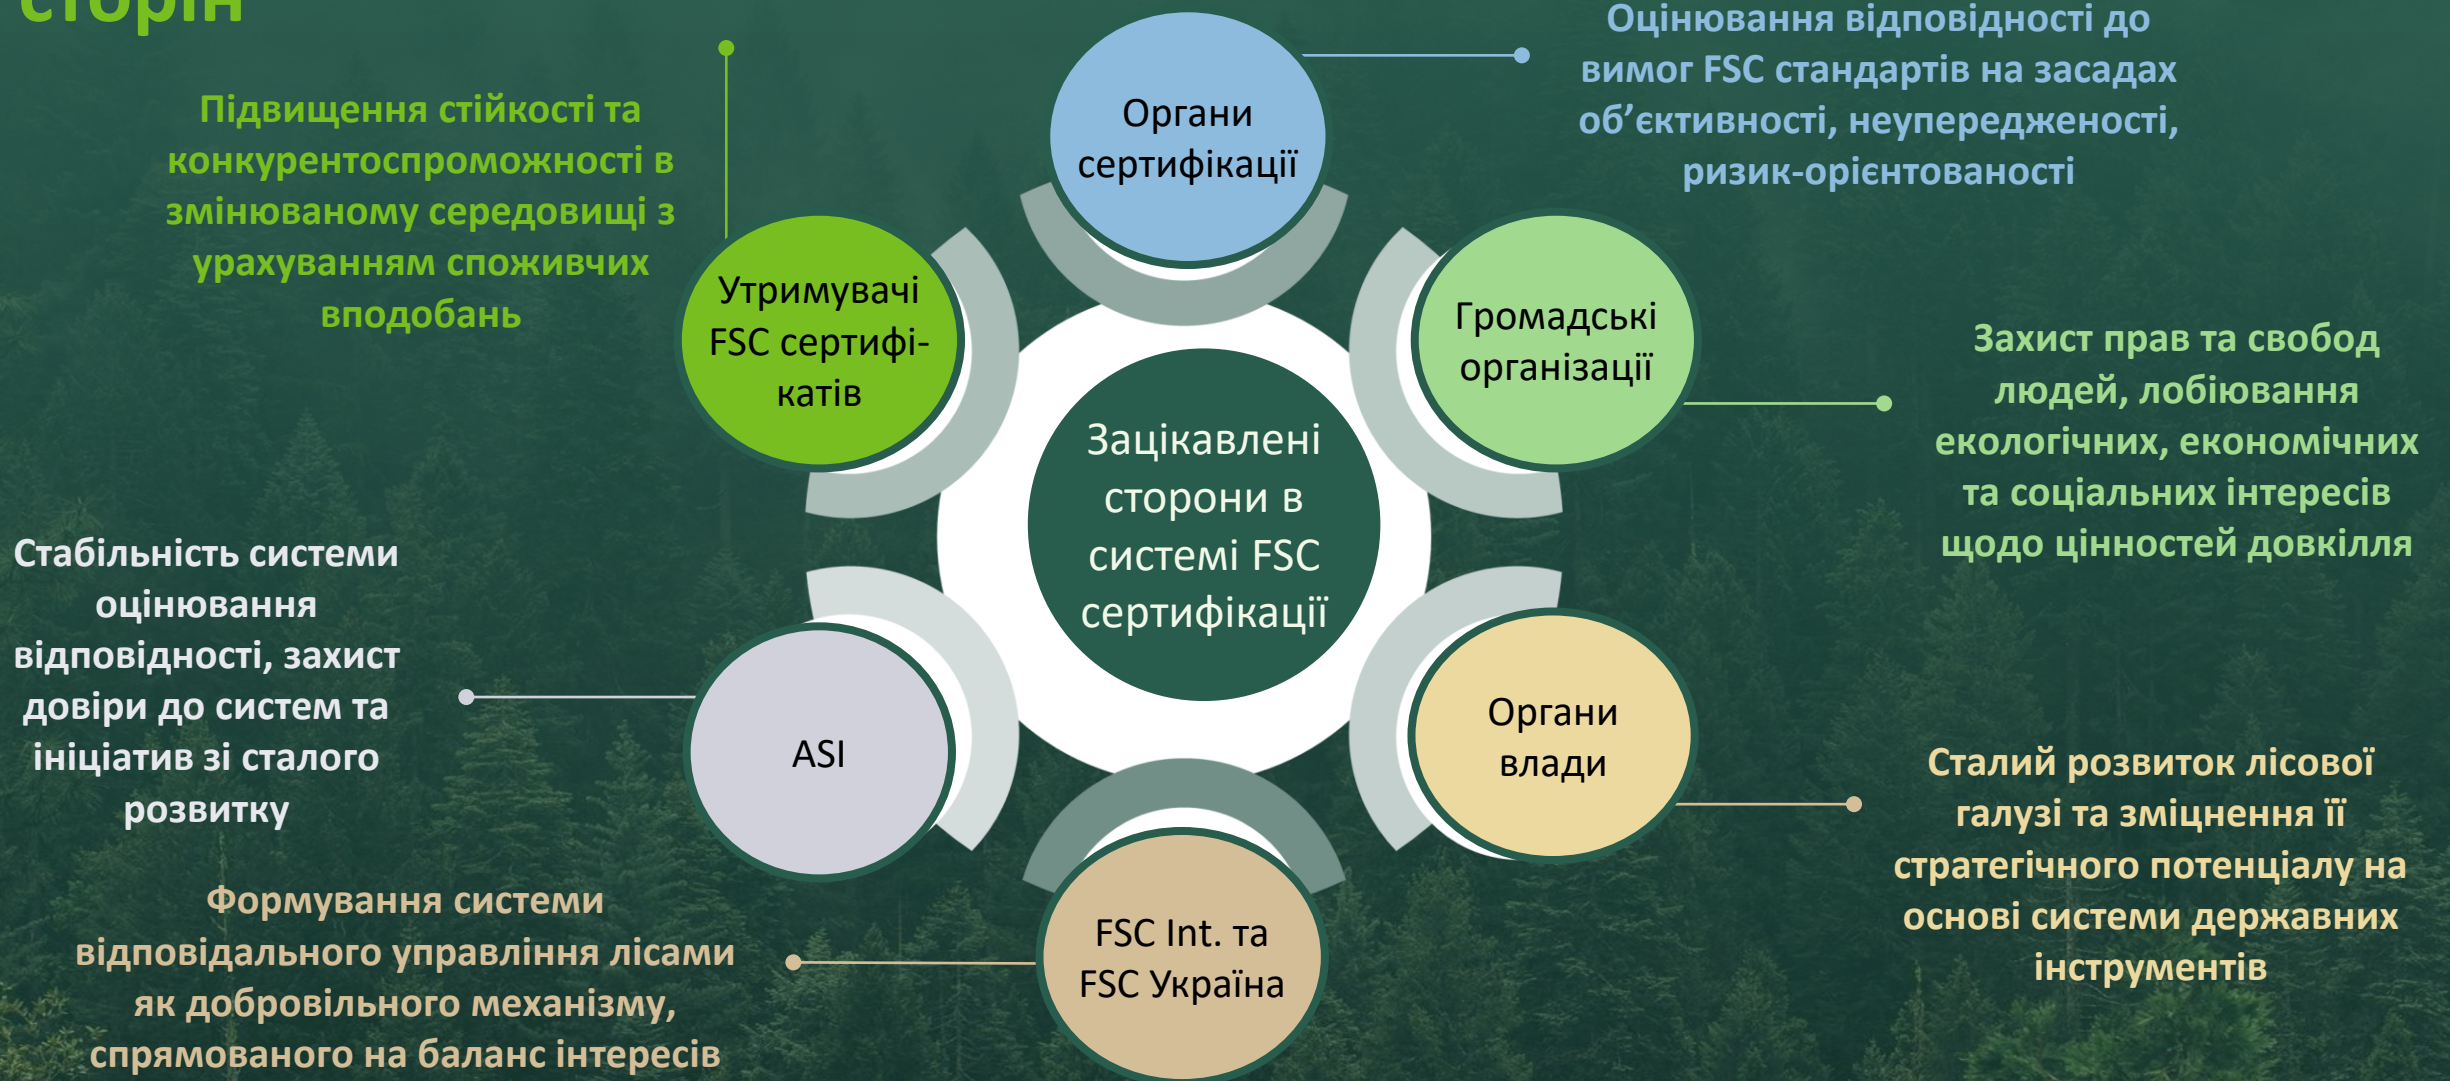 сторін
Підвищення стійкості та
конкурентоспроможності в
змінюваному середовищі з
урахуванням споживчих
вподобань
Органи
сертифікації
Оцінювання відповідності до
вимог FSC стандартів на засадах
об’єктивності, неупередженості,
ризик-орієнтованості
Утримувачі
FSC сертифі-
катів
Громадські
організації
Захист прав та свобод
людей, лобіювання
екологічних, економічних
та соціальних інтересів
щодо цінностей довкілля
Зацікавлені
сторони в
системі FSC
сертифікації
Стабільність системи
оцінювання
відповідності, захист
довіри до систем та
ініціатив зі сталого
розвитку
ASI
Органи
влади
Сталий розвиток лісової
галузі та зміцнення її
стратегічного потенціалу на
основі системи державних
інструментів
Формування системи
відповідального управління лісами
як добровільного механізму,
спрямованого на баланс інтересів
FSC Int. та
FSC Україна